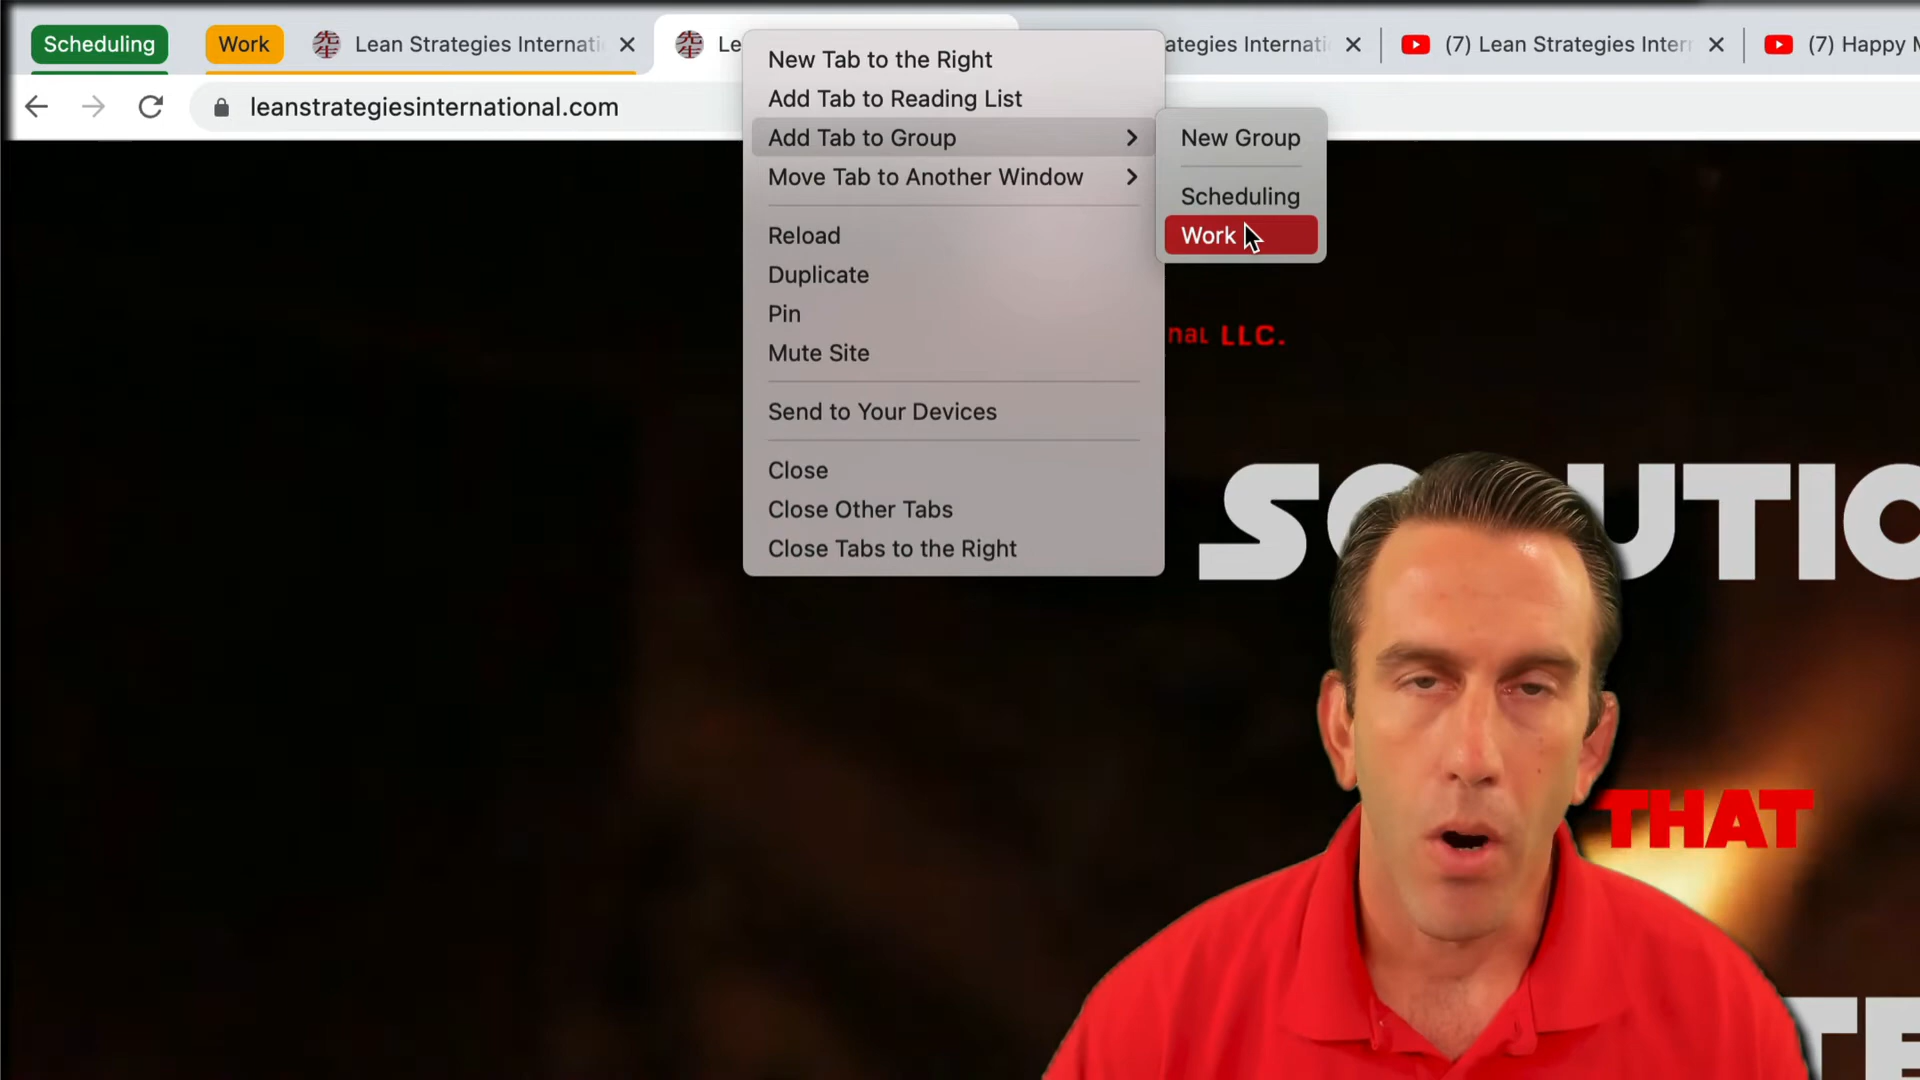 Scheduling
Work
Lean Strategies Internati
Le
ategies Internati
(7) Lean Strategies Inter
(7) Happy
leanstrategiesinternational.com
New Tab to the Right
Add Tab to Reading List
Add Tab to Group
Move Tab to Another Window
Reload
Duplicate
Pin
Mute Site
Send to Your Devices
Close
Close Other Tabs
Close Tabs to the Right
New Group
Scheduling
Work
nal LLC.
THAT